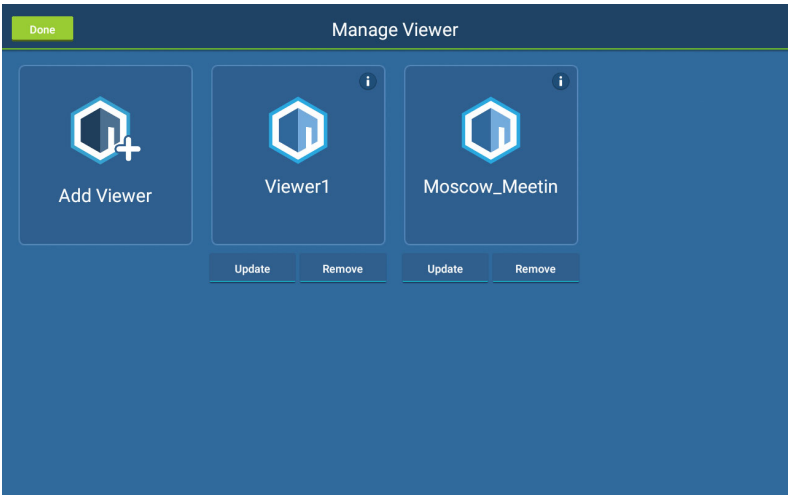 Done
Manage Viewer
Add Viewer
Viewer1
Moscow_Meetin
Update
Remove
Update
Remove